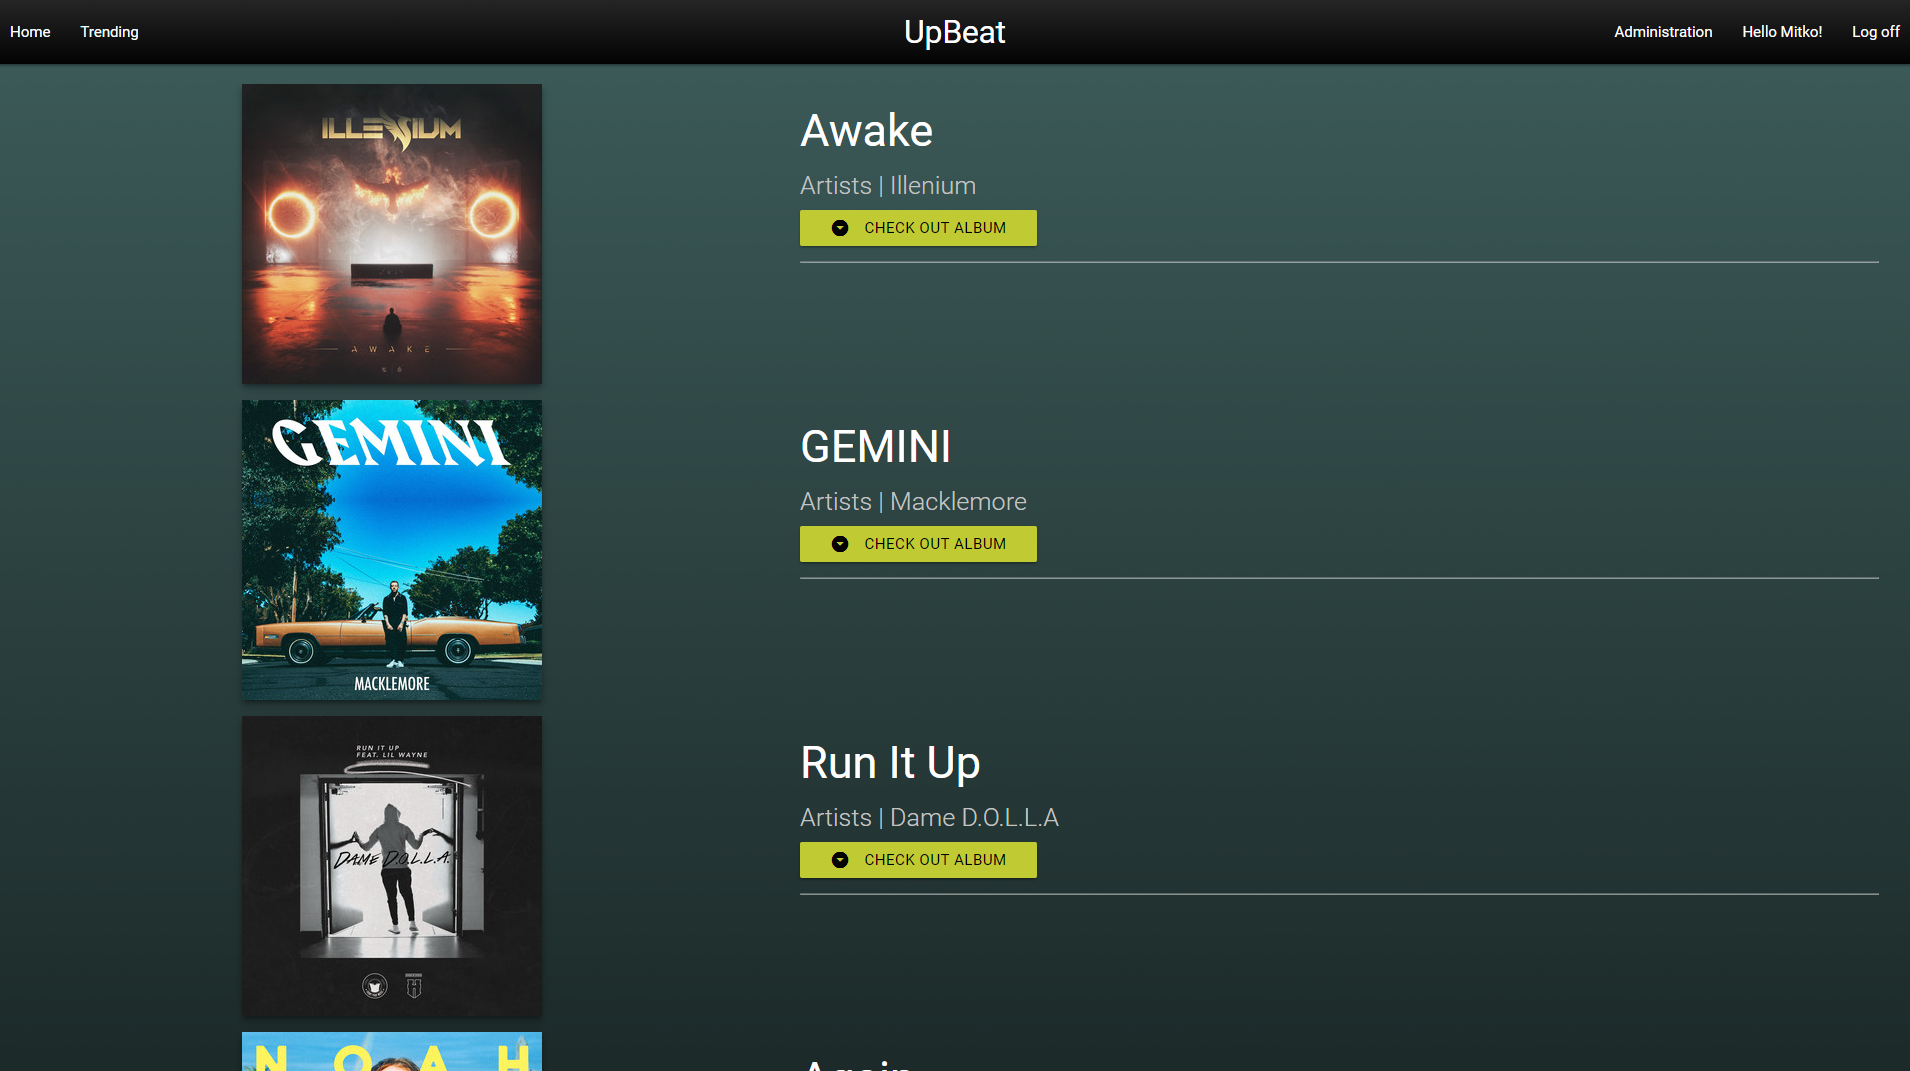 Home
Trending
UpBeat
Administration
Hello Mitko!
Log off
ILLENIUM
AWAKE
Awake
Artists | Illenium
CHECK OUT ALBUM
GEMINI
MACKLEMORE
GEMINI
Artists | Macklemore
CHECK OUT ALBUM
RUN IT UP
FEAT. LIL WAYNE
DAME D.O.L.L.A.
Run It Up
Artists | Dame D.O.L.L.A
CHECK OUT ALBUM
NOAH
Again